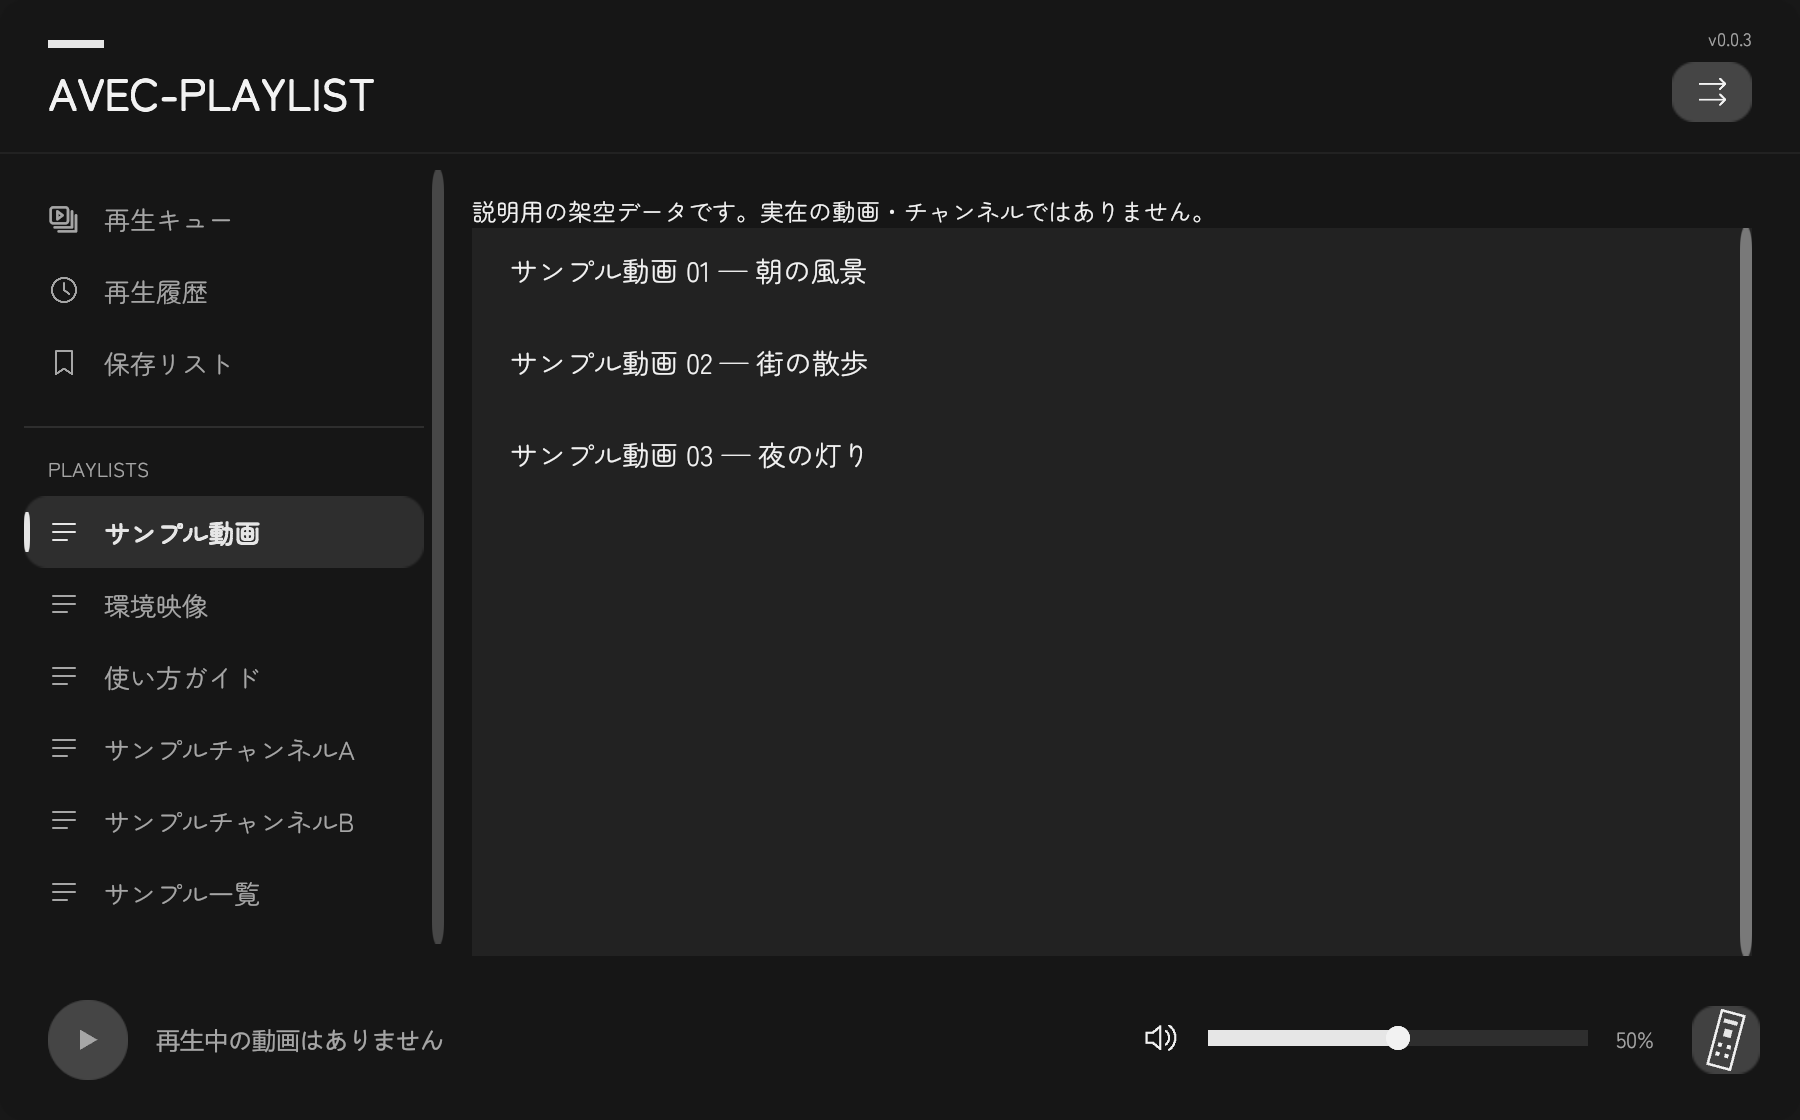 v0.0.3
AVEC-PLAYLIST
再生キュー
再生履歴
保存リスト
PLAYLISTS
サンプル動画
環境映像
使い方ガイド
サンプルチャンネルA
サンプルチャンネルB
サンプル一覧
説明用の架空データです。実在の動画・チャンネルではありません。
サンプル動画 01 — 朝の風景
サンプル動画 02 — 街の散歩
サンプル動画 03 — 夜の灯り
再生中の動画はありません
50%